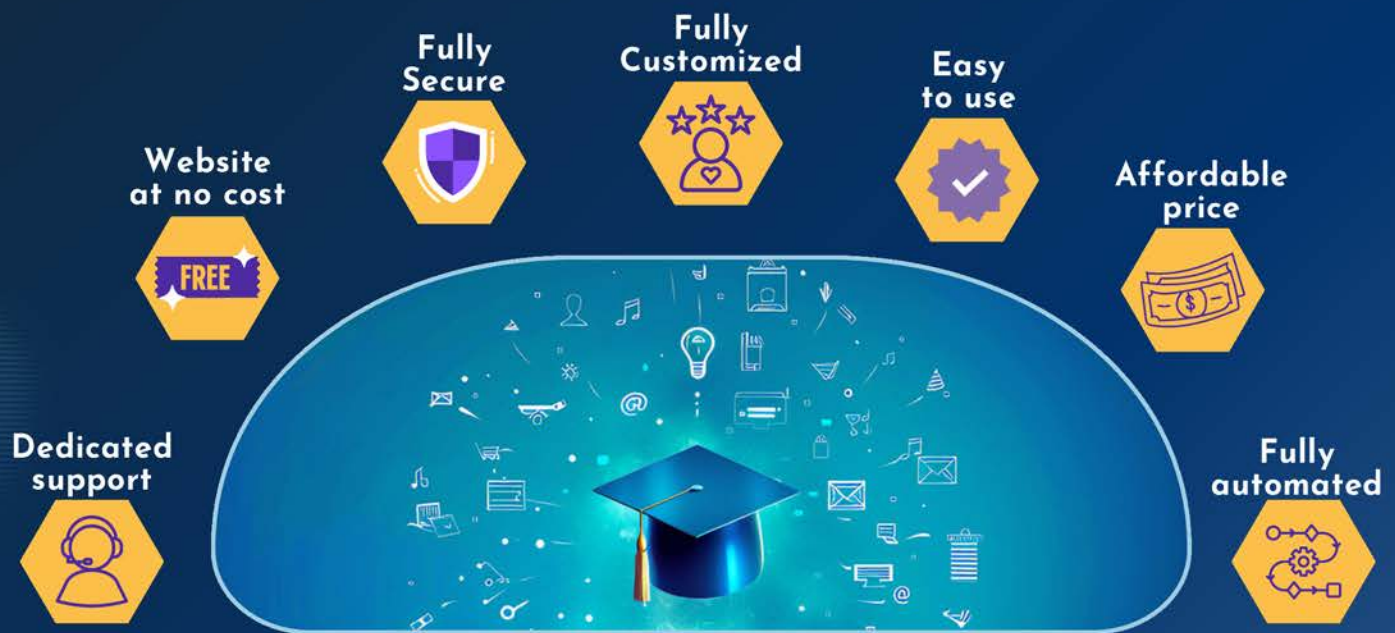 Dedicated
support
Website
at no cost
FREE
Fully
Secure
Fully
Customized
Easy
to use
Affordable
price
Fully
automated